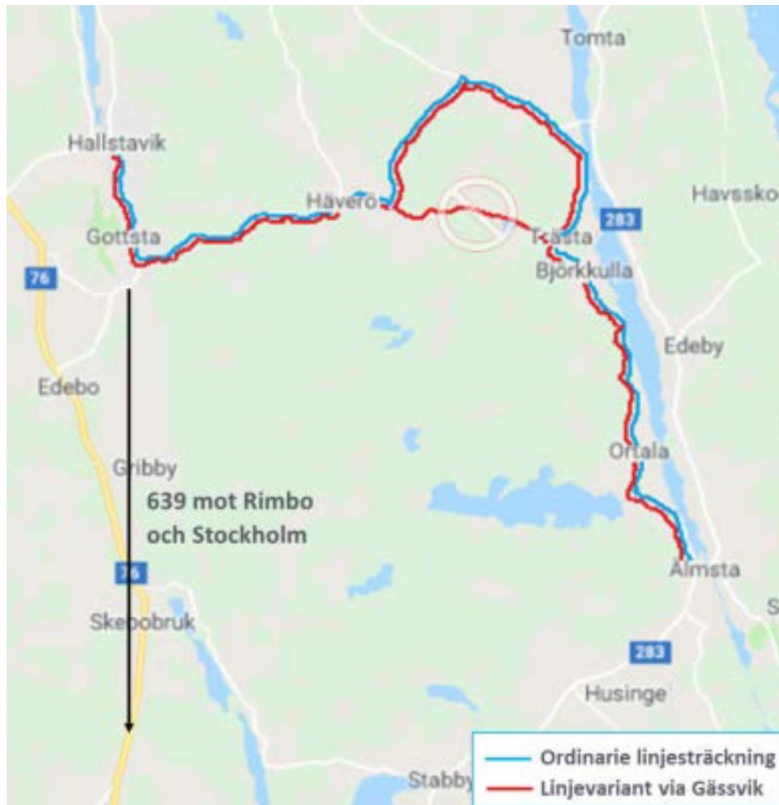 Tomta
Hallstavik
Häverö
Havssko
Gottsta
Trästa
283
Björkkulla
76
Edeby
Edebo
Ortala
Gribby
639 mot Rimbo
och Stockholm
76
Älmsta
Skebobruk
S
283
Husinge
Stabby
Ordinarie linjesträckning
Linjevariant via Gässvik